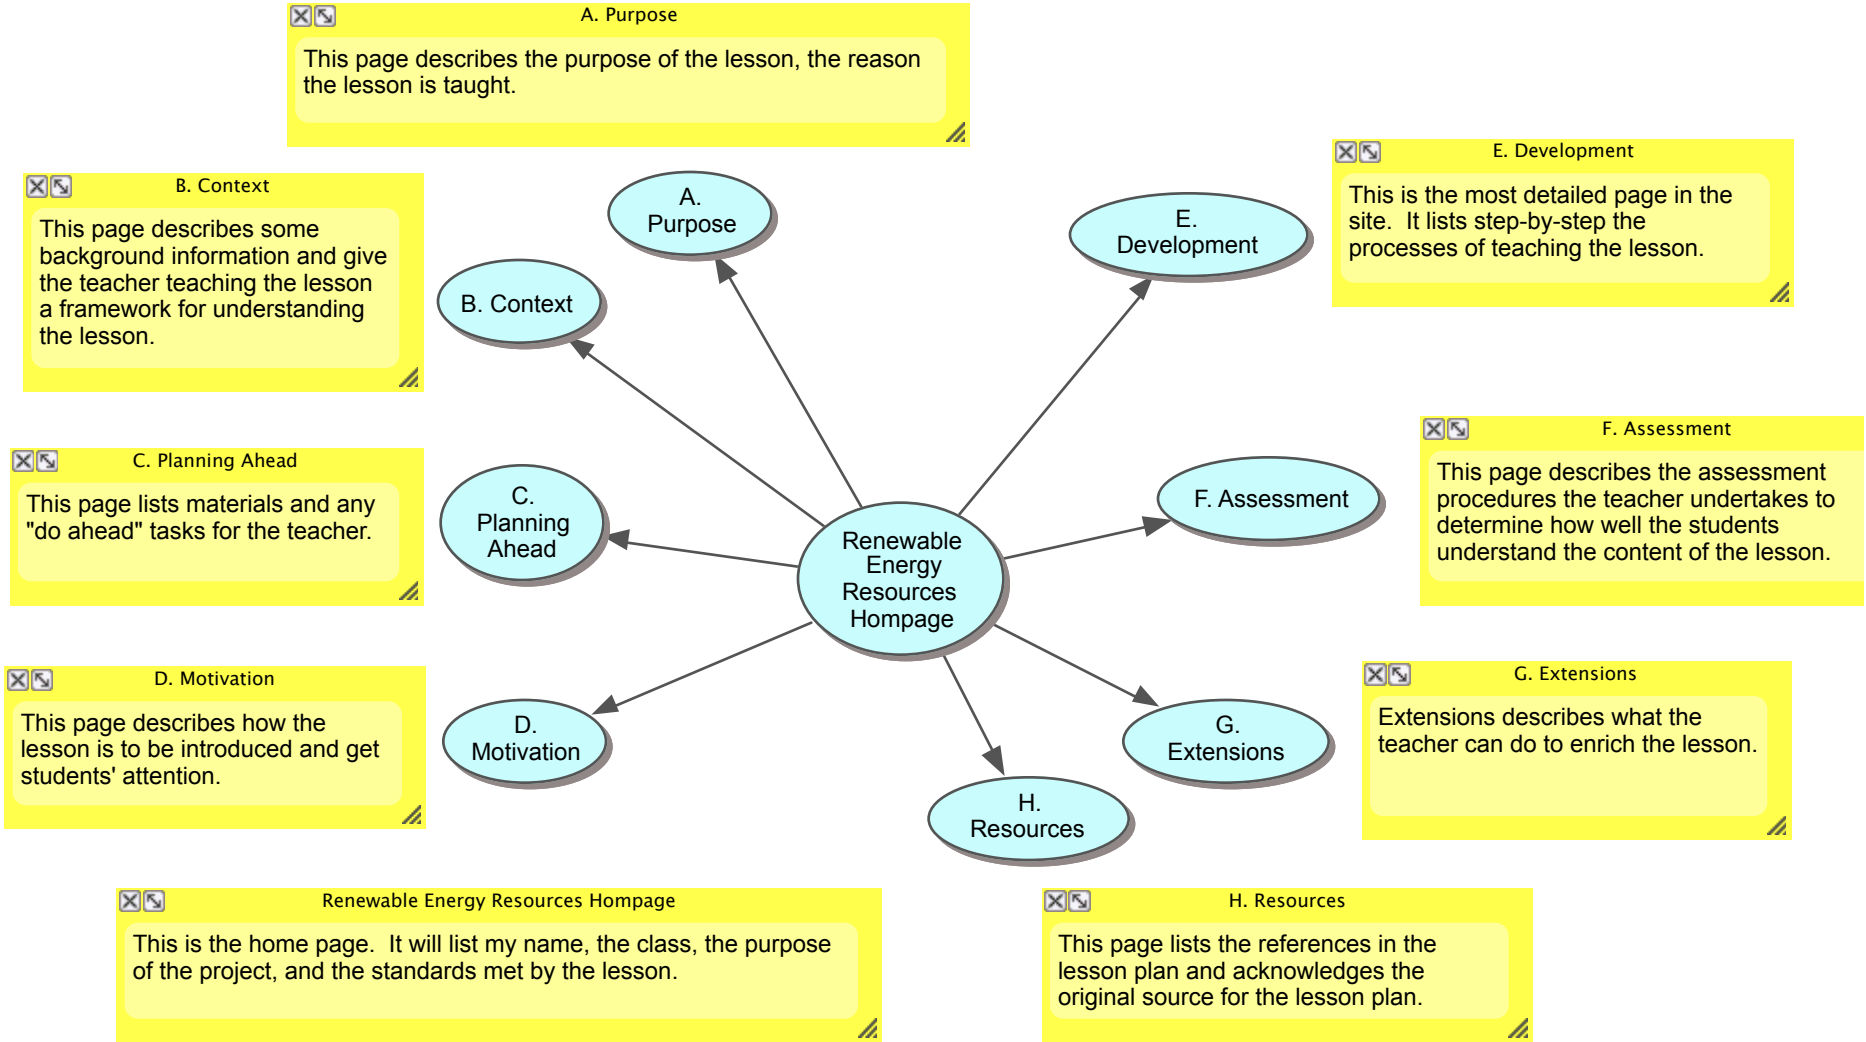 A. Purpose
This page describes the purpose of the lesson, the reason
the lesson is taught.
B. Context
This page describes some
background information and give
the teacher teaching the lesson
a framework for understanding
the lesson.
C. Planning Ahead
This page lists materials and any
"do ahead" tasks for the teacher.
D. Motivation
This page describes how the
lesson is to be introduced and get
students' attention.
A.
Purpose
B. Context
C.
Planning
Ahead
D.
Motivation
Renewable
Energy
Resources
Hompage
E.
Development
F. Assessment
G.
Extensions
H.
Resources
E. Development
This is the most detailed page in the
site.  It lists step-by-step the
processes of teaching the lesson.
F. Assessment
This page describes the assessment
procedures the teacher undertakes to
determine how well the students
understand the content of the lesson.
G. Extensions
Extensions describes what the
teacher can do to enrich the lesson.
Renewable Energy Resources Hompage
This is the home page.  It will list my name, the class, the purpose
of the project, and the standards met by the lesson.
H. Resources
This page lists the references in the
lesson plan and acknowledges the
original source for the lesson plan.